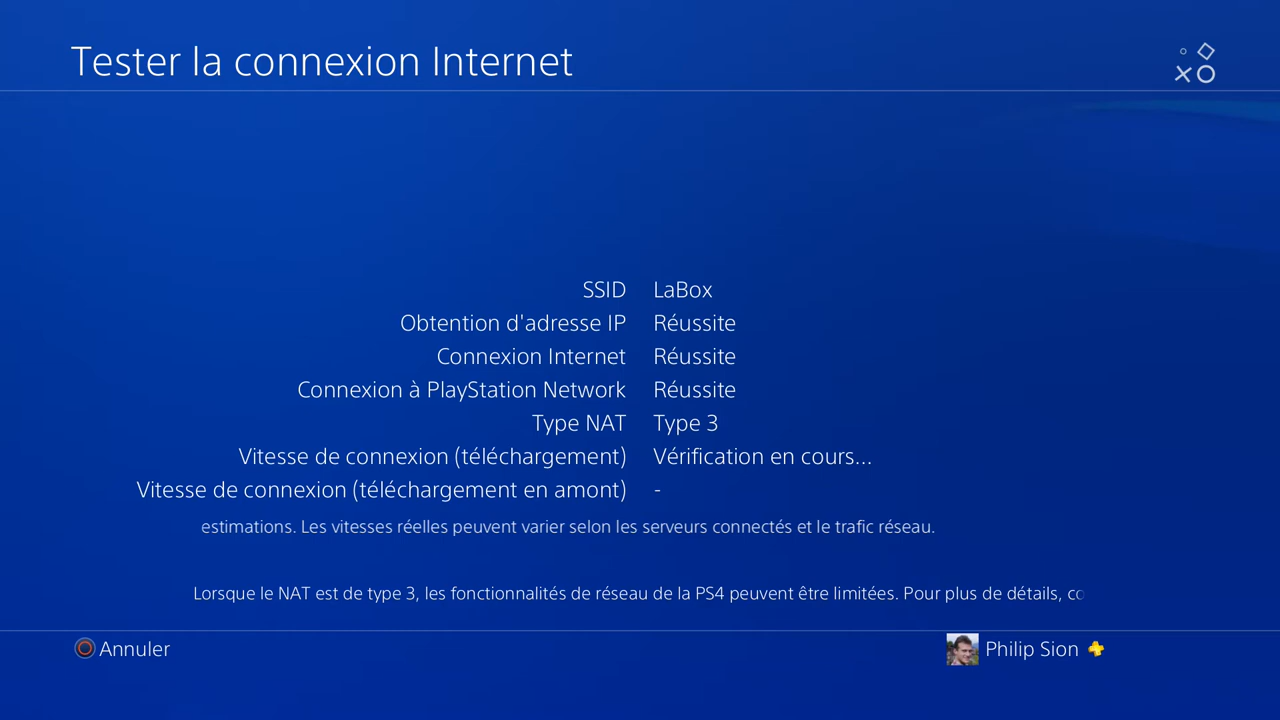 Tester la connexion Internet
SSID LaBox
Obtention d'adresse IP Réussite
Connexion Internet Réussite
Connexion à PlayStation Network Réussite
Type NAT Type 3
Vitesse de connexion (téléchargement) Vérification en cours...
Vitesse de connexion (téléchargement en amont) -
estimations. Les vitesses réelles peuvent varier selon les serveurs connectés et le trafic réseau.
Lorsque le NAT est de type 3, les fonctionnalités de réseau de la PS4 peuvent être limitées. Pour plus de détails, co
Annuler Philip Sion